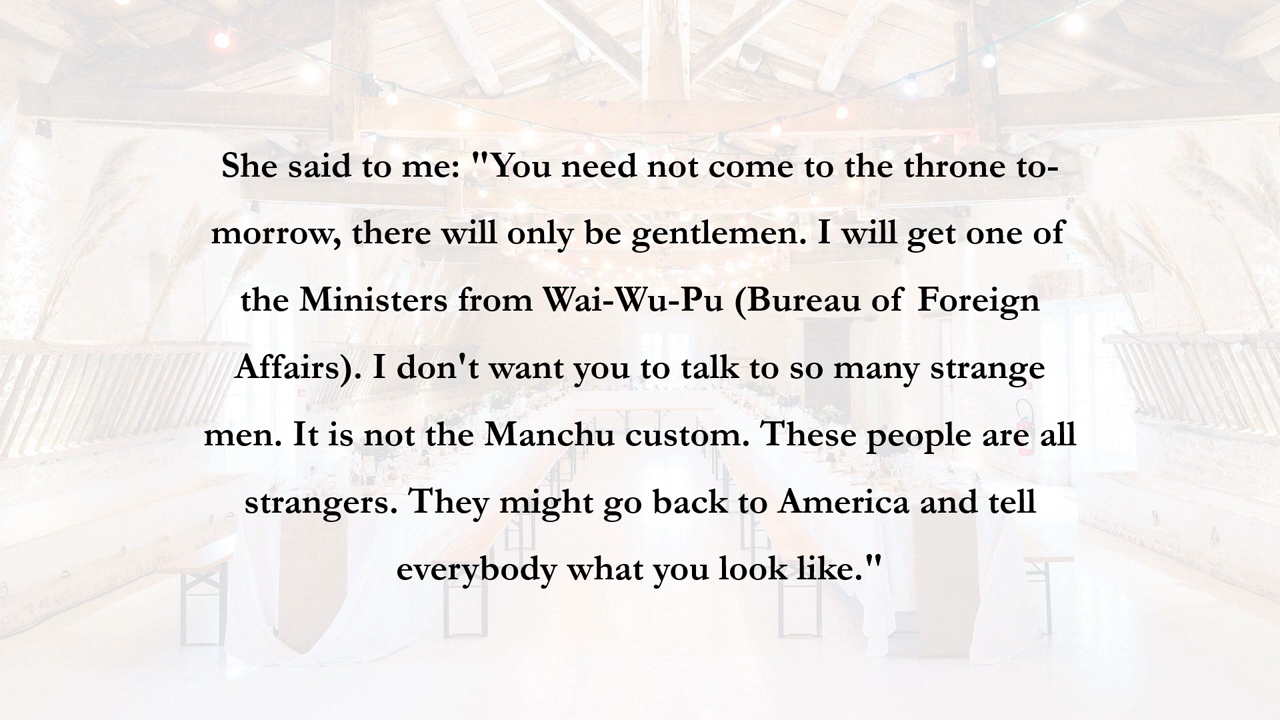 She said to me: "You need not come to the throne to-
morrow, there will only be gentlemen. I will get one of
the Ministers from Wai-Wu-Pu (Bureau of Foreign
Affairs). I don't want you to talk to so many strange
men. It is not the Manchu custom. These people are all
strangers. They might go back to America and tell
everybody what you look like."